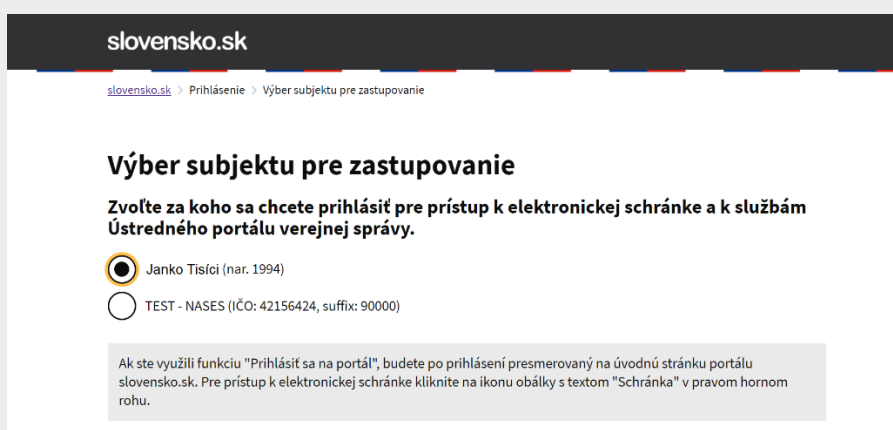 slovensko.sk
slovensko.sk > Prihlásenie > Výber subjektu pre zastupovanie
Výber subjektu pre zastupovanie
Zvoľte za koho sa chcete prihlásiť pre prístup k elektronickej schránke a k službám
Ústredného portálu verejnej správy.
Janko Tisíci (nar. 1994)
TEST - NASES (IČO: 42156424, suffix: 90000)
Ak ste využili funkciu "Prihlásiť sa na portál", budete po prihlásení presmerovaný na úvodnú stránku portálu
slovensko.sk. Pre prístup k elektronickej schránke kliknite na ikonu obálky s textom "Schránka" v pravom hornom
rohu.